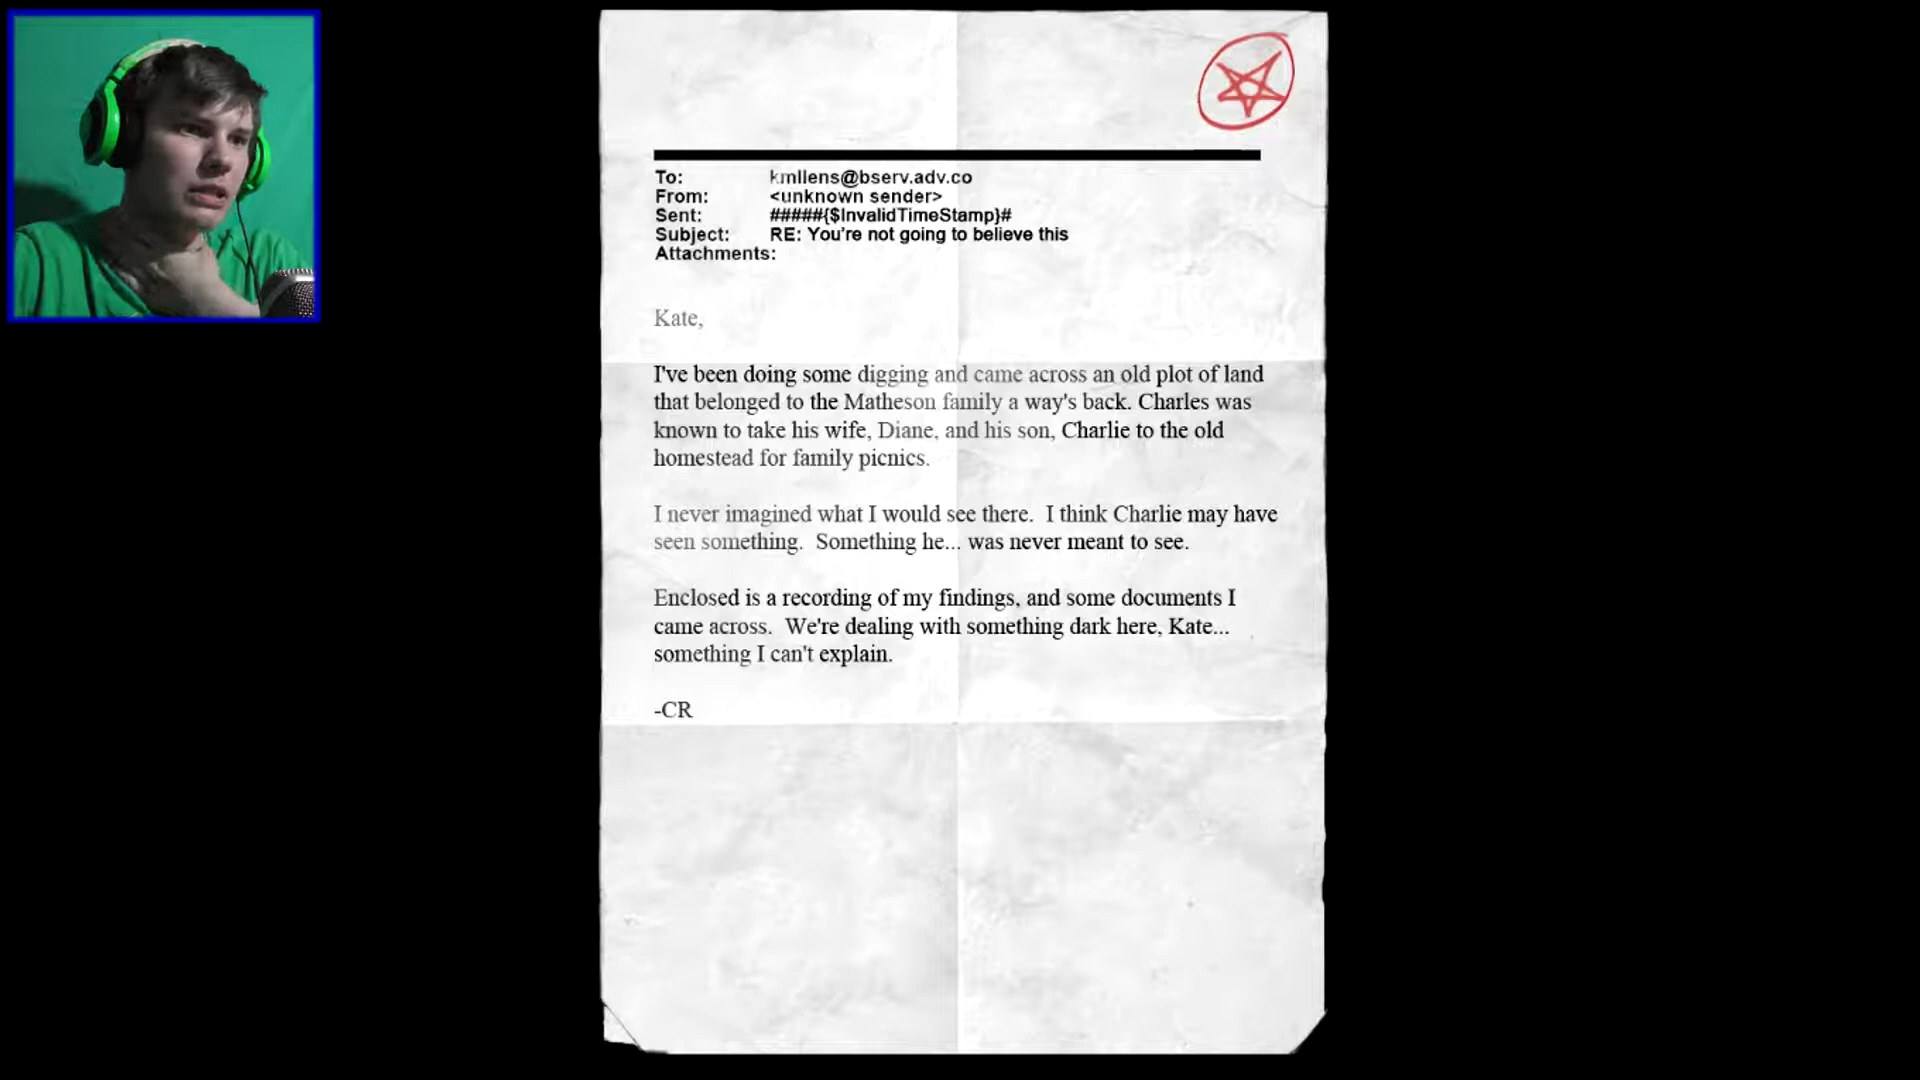 To: kmllens@bserv.adv.co
From: <unknown sender>
Sent: #####{$InvalidTimeStamp}#
Subject: RE: You're not going to believe this
Attachments:
Kate,
I've been doing some digging and came across an old plot of land
that belonged to the Matheson family a way's back. Charles was
known to take his wife, Diane, and his son, Charlie to the old
homestead for family picnics.
I never imagined what I would see there. I think Charlie may have
seen something. Something he... was never meant to see.
Enclosed is a recording of my findings, and some documents I
came across. We're dealing with something dark here, Kate...
something I can't explain.
-CR